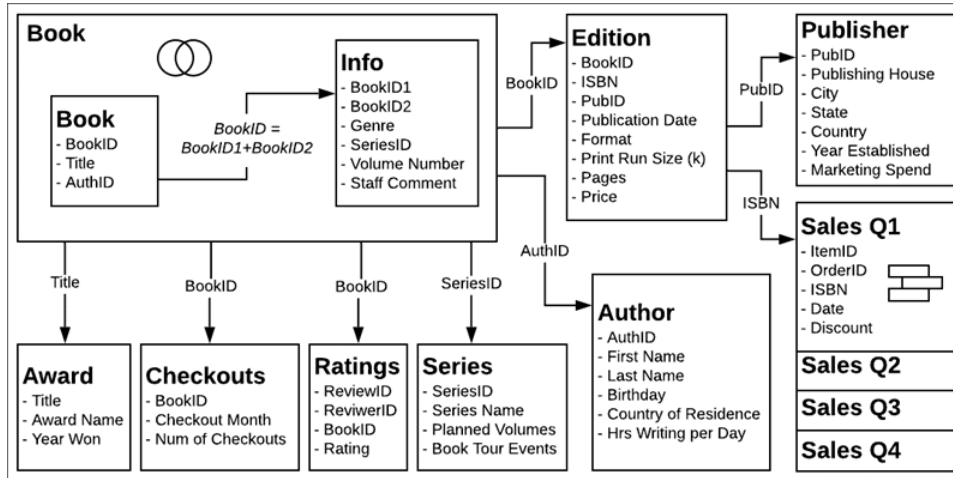 Book
Book
- BookID
- Title
- AuthID
BookID =
BookID1+BookID2
Info
- BookID1
- BookID2
- Genre
- SeriesID
- Volume Number
- Staff Comment
BookID
Edition
- BookID
- ISBN
- PubID
- Publication Date
- Format
- Print Run Size (k)
- Pages
- Price
PubID
Publisher
- PubID
- Publishing House
- City
- State
- Country
- Year Established
- Marketing Spend
ISBN
Sales Q1
- ItemID
- OrderID
- ISBN
- Date
- Discount
Sales Q2
Sales Q3
Sales Q4
AuthID
Author
- AuthID
- First Name
- Last Name
- Birthday
- Country of Residence
- Hrs Writing per Day
Title
Award
- Title
- Award Name
- Year Won
BookID
Checkouts
- BookID
- Checkout Month
- Num of Checkouts
BookID
Ratings
- ReviewID
- ReviwerID
- BookID
- Rating
SeriesID
Series
- SeriesID
- Series Name
- Planned Volumes
- Book Tour Events